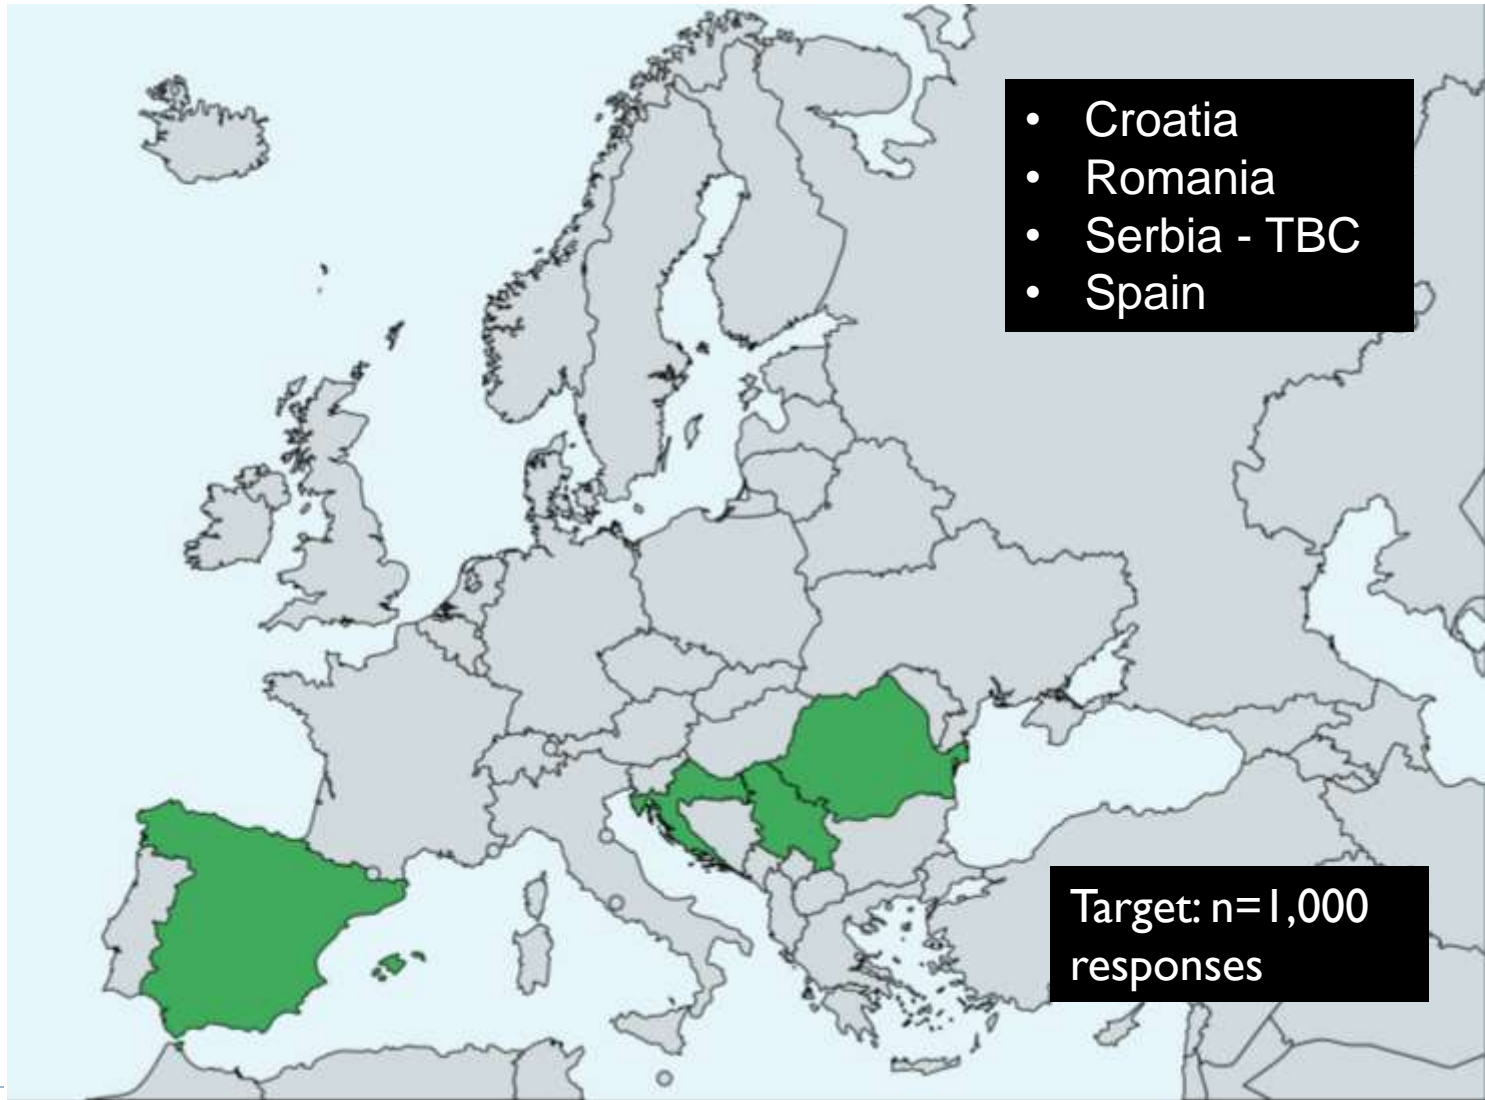 • Croatia
• Romania
• Serbia - TBC
• Spain
Target: n=1,000
responses